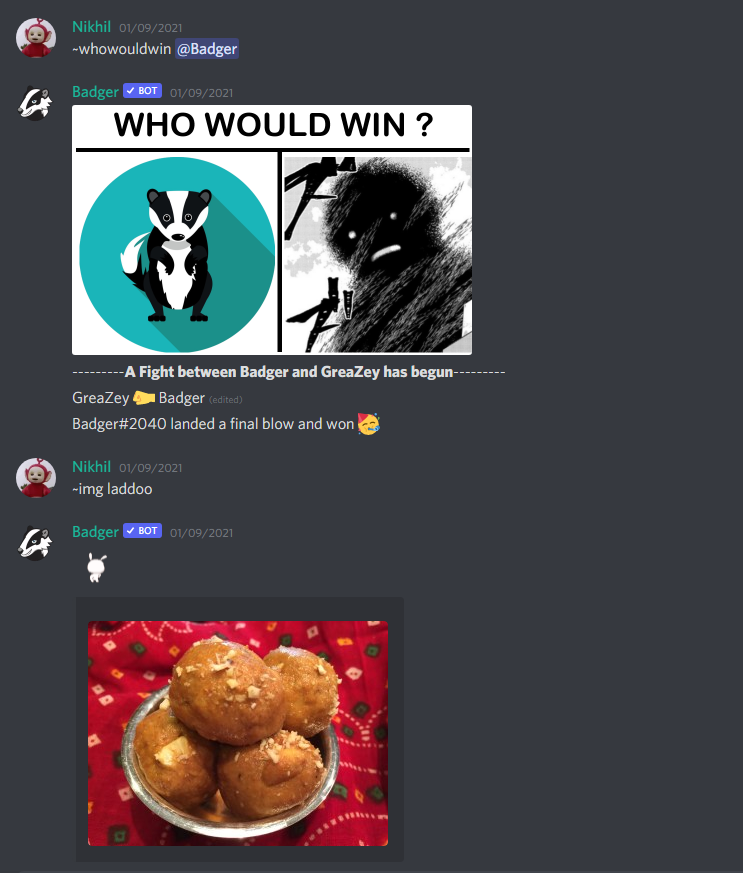 Nikhil 01/09/2021
~whowouldwin @Badger
Badger ✓ BOT 01/09/2021
WHO WOULD WIN ?
---------A Fight between Badger and GreaZey has begun---------
GreaZey 🤛 Badger (edited)
Badger#2040 landed a final blow and won 🥳
Nikhil 01/09/2021
~img laddoo
Badger ✓ BOT 01/09/2021